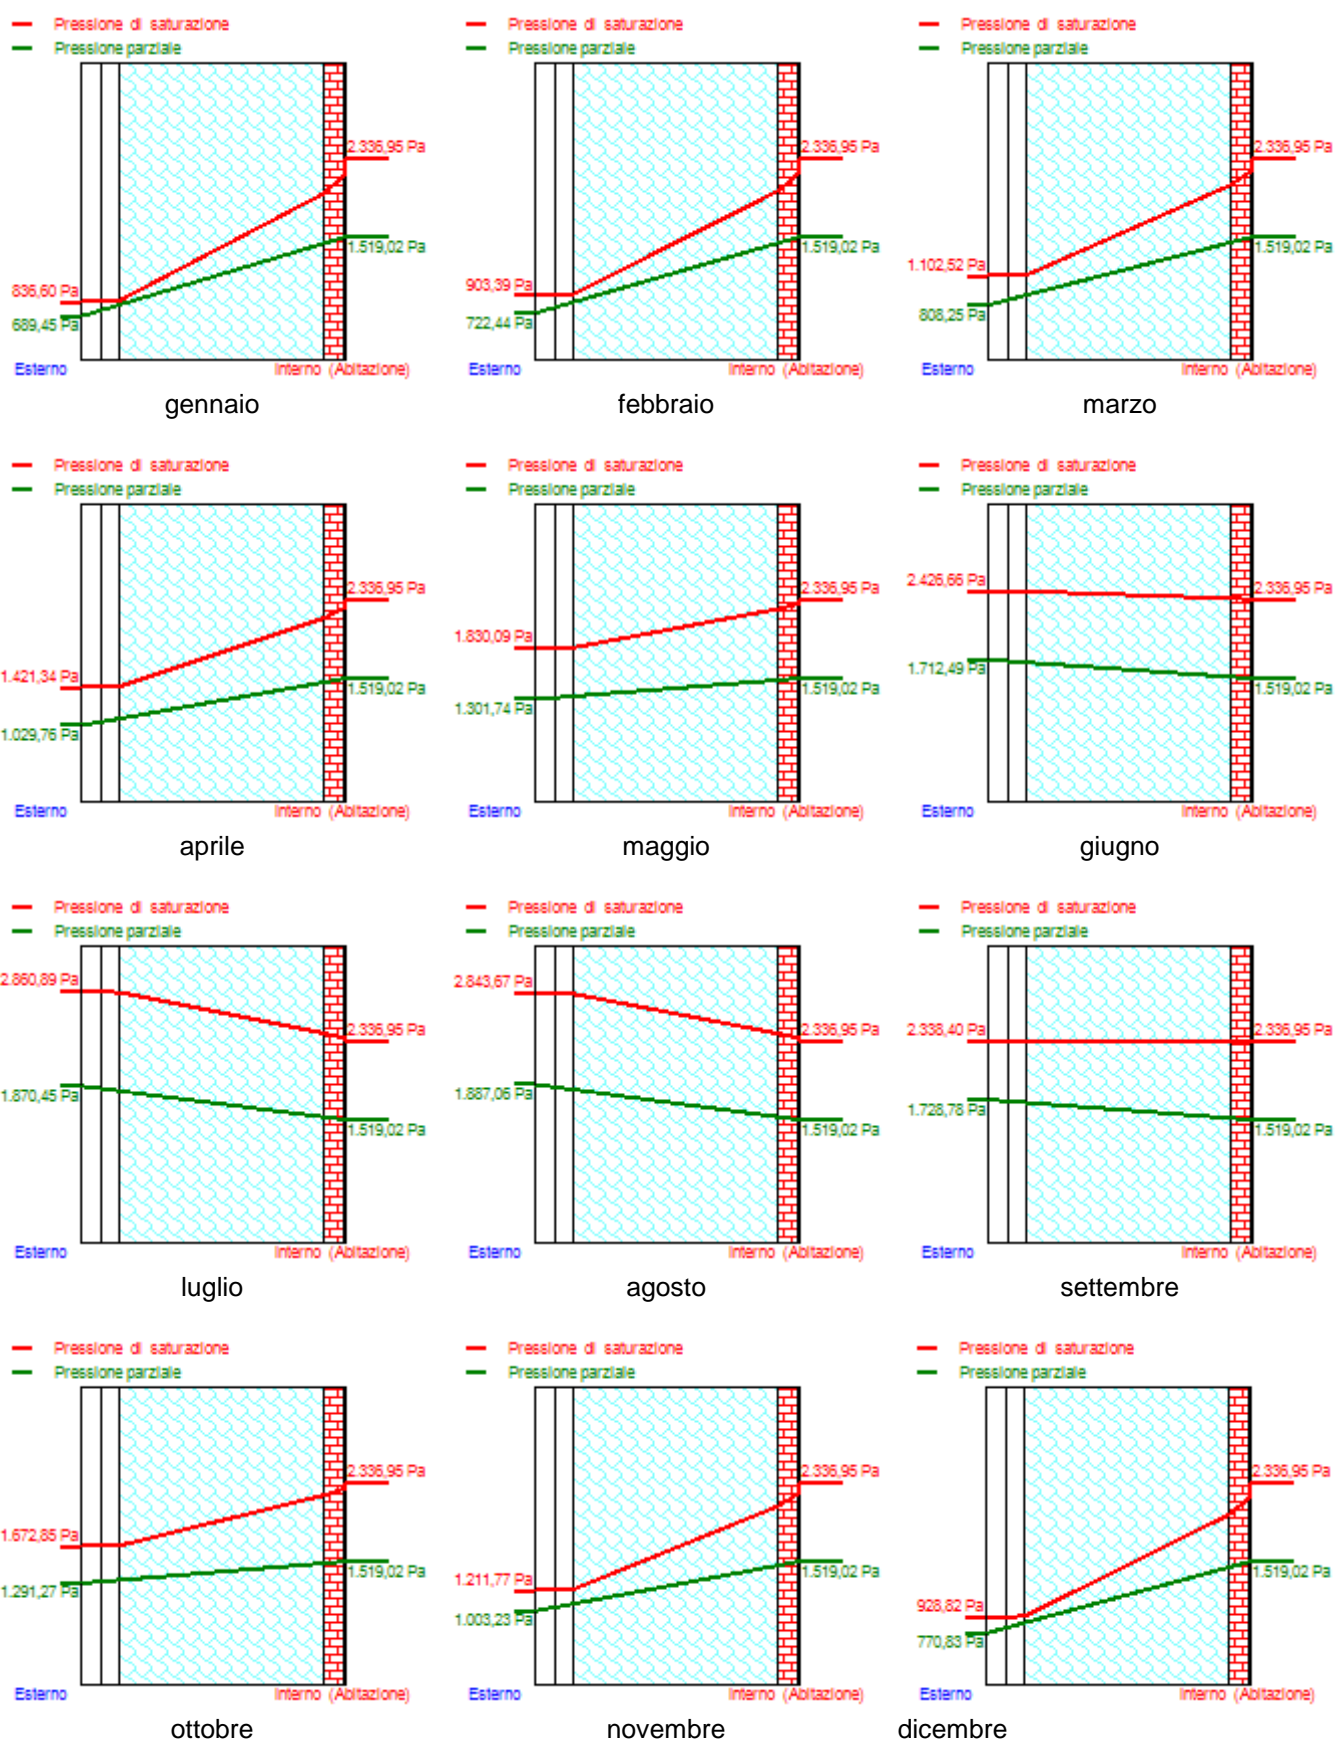 Pressione di saturazione
Pressione parziale
2.336,95 Pa
1.519,02 Pa
836,60 Pa
689,45 Pa
Esterno
Interno (Abitazione)
gennaio
Pressione di saturazione
Pressione parziale
2.336,95 Pa
1.519,02 Pa
903,39 Pa
722,44 Pa
Esterno
Interno (Abitazione)
febbraio
Pressione di saturazione
Pressione parziale
2.336,95 Pa
1.519,02 Pa
1.102,52 Pa
808,25 Pa
Esterno
Interno (Abitazione)
marzo
Pressione di saturazione
Pressione parziale
2.336,95 Pa
1.421,34 Pa
1.519,02 Pa
1.029,76 Pa
Esterno
Interno (Abitazione)
aprile
Pressione di saturazione
Pressione parziale
2.336,95 Pa
1.830,09 Pa
1.519,02 Pa
1.301,74 Pa
Esterno
Interno (Abitazione)
maggio
Pressione di saturazione
Pressione parziale
2.426,66 Pa
2.336,95 Pa
1.712,49 Pa
1.519,02 Pa
Esterno
Interno (Abitazione)
giugno
Pressione di saturazione
Pressione parziale
2.860,89 Pa
2.336,95 Pa
1.870,45 Pa
1.519,02 Pa
Esterno
Interno (Abitazione)
luglio
Pressione di saturazione
Pressione parziale
2.843,67 Pa
2.336,95 Pa
1.887,06 Pa
1.519,02 Pa
Esterno
Interno (Abitazione)
agosto
Pressione di saturazione
Pressione parziale
2.338,40 Pa
2.336,95 Pa
1.728,78 Pa
1.519,02 Pa
Esterno
Interno (Abitazione)
settembre
Pressione di saturazione
Pressione parziale
2.336,95 Pa
1.672,85 Pa
1.519,02 Pa
1.291,27 Pa
Esterno
Interno (Abitazione)
ottobre
Pressione di saturazione
Pressione parziale
2.336,95 Pa
1.211,77 Pa
1.519,02 Pa
1.003,23 Pa
Esterno
Interno (Abitazione)
novembre
Pressione di saturazione
Pressione parziale
2.336,95 Pa
1.519,02 Pa
928,82 Pa
770,83 Pa
Esterno
Interno (Abitazione)
dicembre